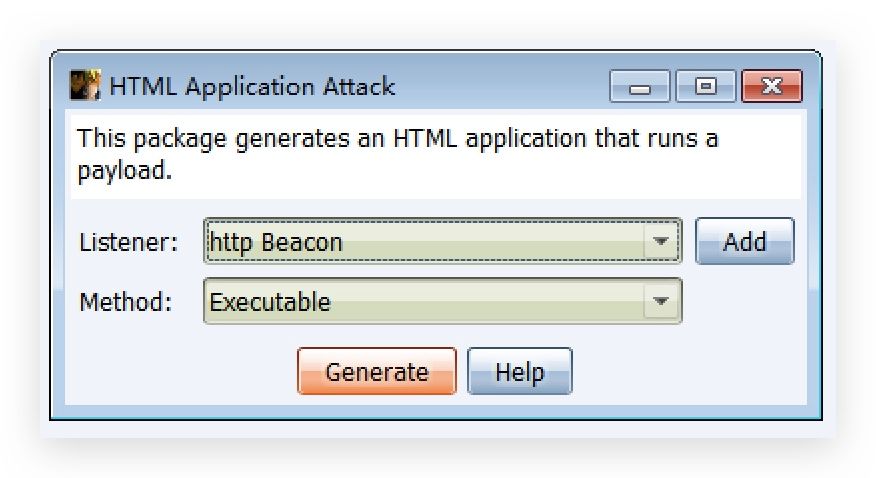 HTML Application Attack
This package generates an HTML application that runs a
payload.
Listener: http Beacon Add
Method: Executable
Generate Help